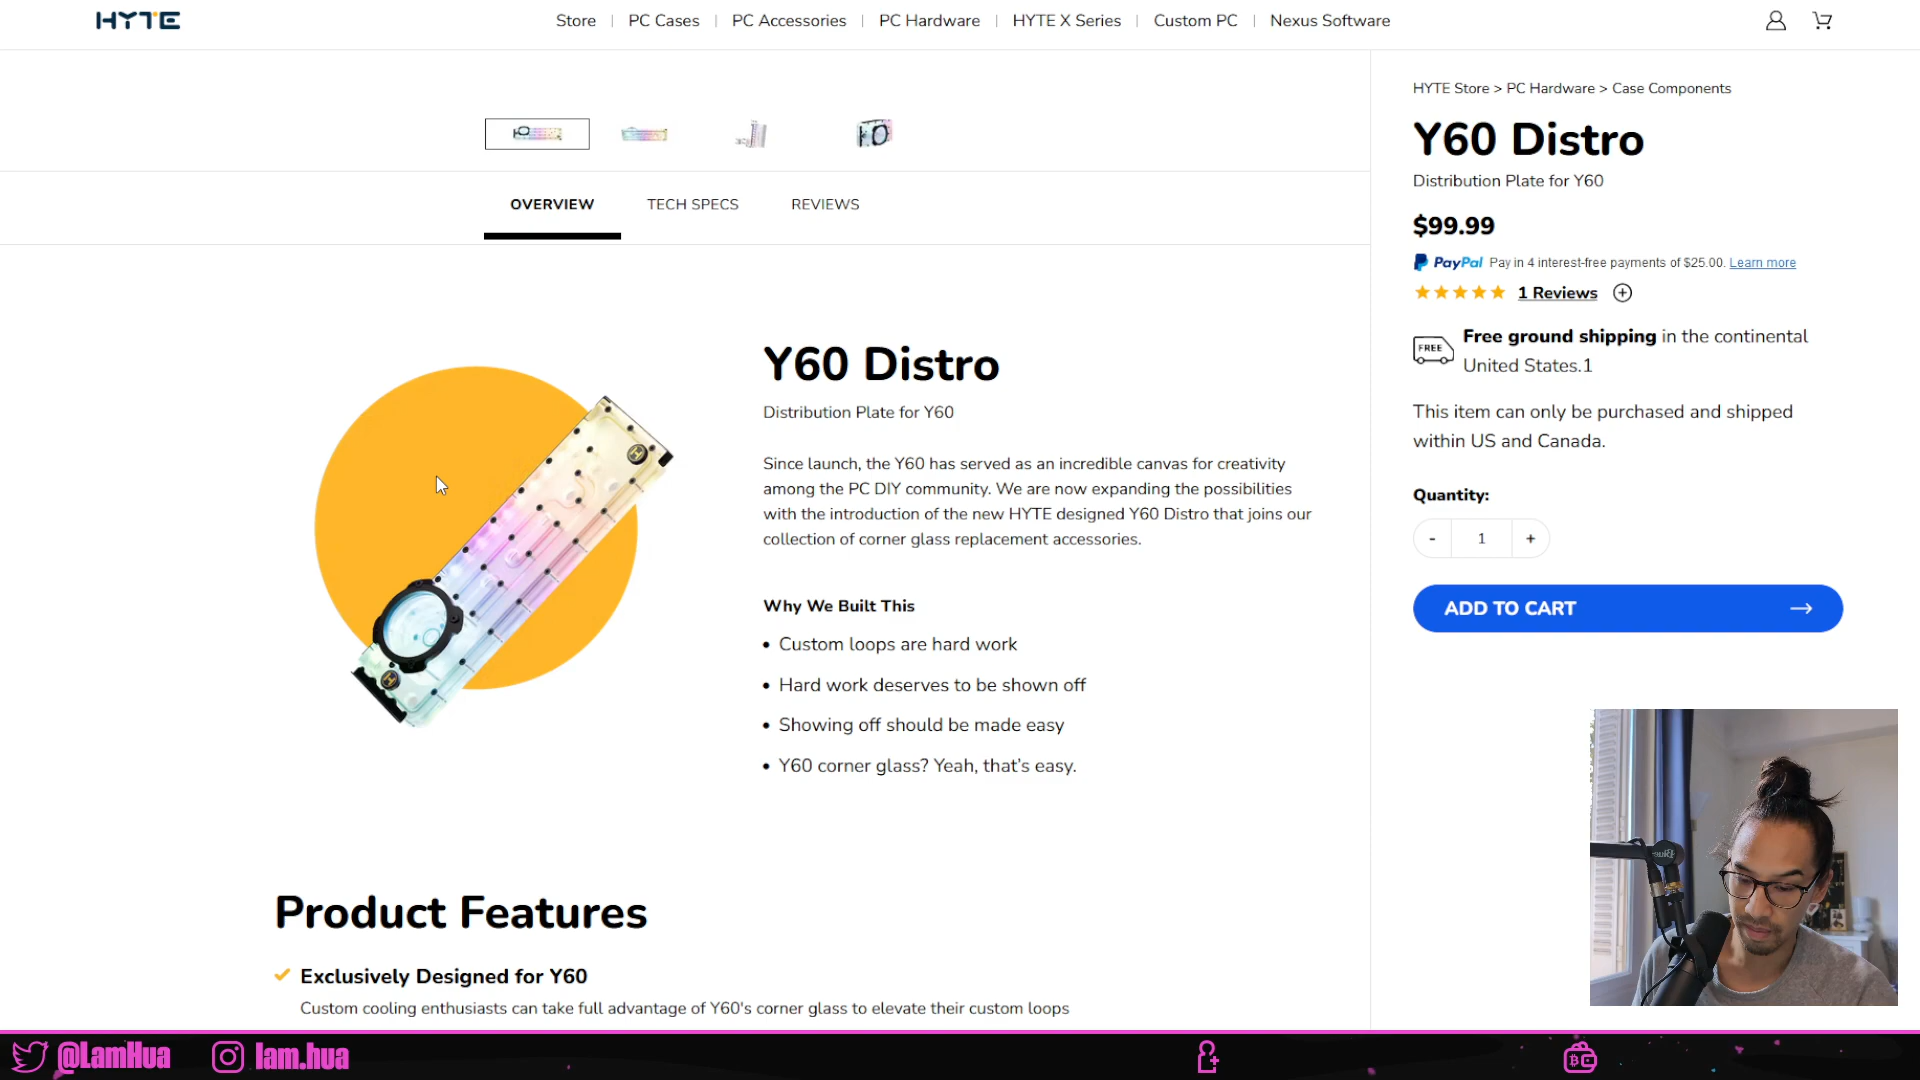 HYTE
Store | PC Cases | PC Accessories | PC Hardware | HYTE X Series | Custom PC | Nexus Software
HYTE Store > PC Hardware > Case Components
Y60 Distro
Distribution Plate for Y60
$99.99
PayPal Pay in 4 interest-free payments of $25.00. Learn more
1 Reviews
FREE
Free ground shipping in the continental
United States.1
This item can only be purchased and shipped
within US and Canada.
Quantity:
- 1 +
ADD TO CART
OVERVIEW TECH SPECS REVIEWS
Y60 Distro
Distribution Plate for Y60
Since launch, the Y60 has served as an incredible canvas for creativity
among the PC DIY community. We are now expanding the possibilities
with the introduction of the new HYTE designed Y60 Distro that joins our
collection of corner glass replacement accessories.
Why We Built This
• Custom loops are hard work
• Hard work deserves to be shown off
• Showing off should be made easy
• Y60 corner glass? Yeah, that's easy.
Product Features
Exclusively Designed for Y60
Custom cooling enthusiasts can take full advantage of Y60's corner glass to elevate their custom loops
Blue
@LamHua lam.hua